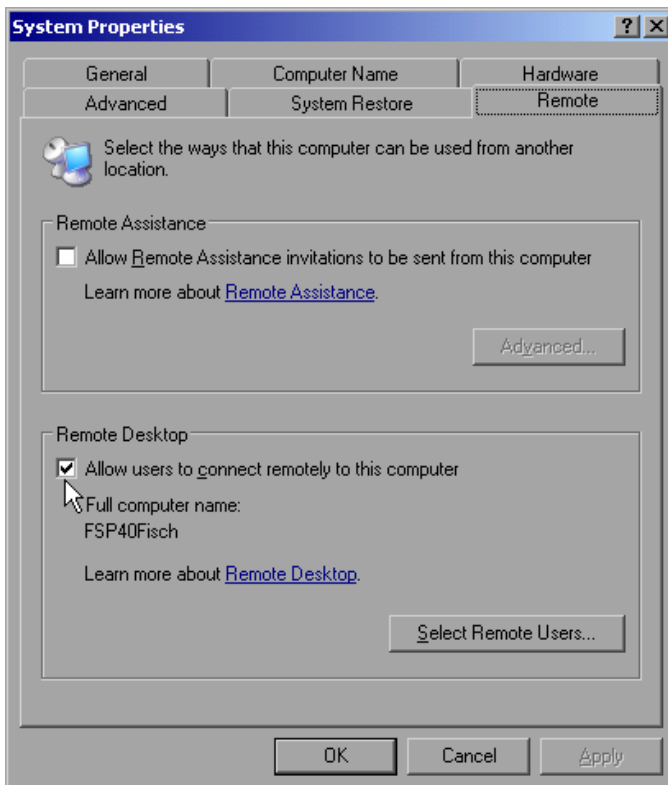 System Properties
General Computer Name Hardware
Advanced System Restore Remote
Select the ways that this computer can be used from another
location.
Remote Assistance
Allow Remote Assistance invitations to be sent from this computer
Learn more about Remote Assistance.
Advanced...
Remote Desktop
Allow users to connect remotely to this computer
Full computer name:
FSP40Fisch
Learn more about Remote Desktop.
Select Remote Users...
OK Cancel Apply